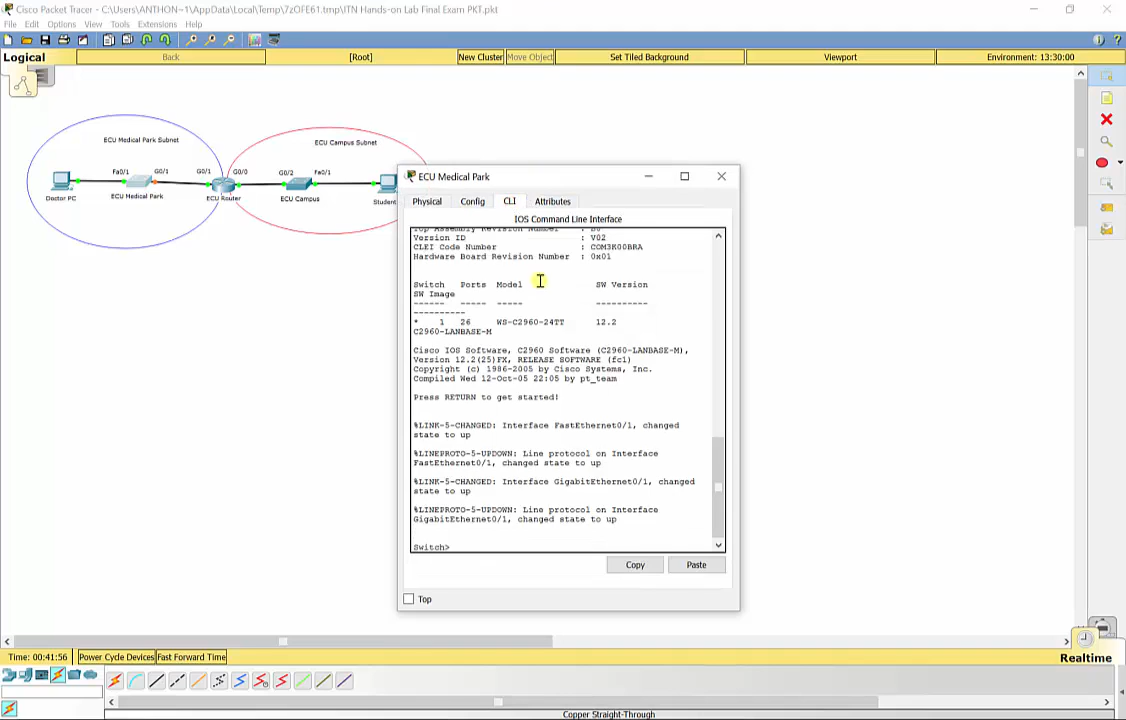 Cisco Packet Tracer - C:\Users\ANTHON~1\AppData\Local\Temp\7zOFE61.tmp\ITN Hands-on Lab Final Exam PKT.pkt
File Edit Options View Tools Extensions Help
Logical
Back
[Root]
New Cluster
Move Object
Set Tiled Background
Viewport
Environment: 13:30:00
ECU Medical Park Subnet
ECU Campus Subnet
Fa0/1
G0/1
G0/1
G0/0
G0/2
Fa0/1
Doctor PC
ECU Medical Park
ECU Router
ECU Campus
Student
ECU Medical Park
Physical
Config
CLI
Attributes
IOS Command Line Interface
Top Assembly Revision Number : B0
Version ID : V02
CLEI Code Number : COM3K00BRA
Hardware Board Revision Number : 0x01
Switch Ports Model SW Version
SW Image
------ ----- ----- ----------
----------
* 1 26 WS-C2960-24TT 12.2
C2960-LANBASE-M
Cisco IOS Software, C2960 Software (C2960-LANBASE-M),
Version 12.2(25)FX, RELEASE SOFTWARE (fc1)
Copyright (c) 1986-2005 by Cisco Systems, Inc.
Compiled Wed 12-Oct-05 22:05 by pt_team
Press RETURN to get started!
%LINK-5-CHANGED: Interface FastEthernet0/1, changed
state to up
%LINEPROTO-5-UPDOWN: Line protocol on Interface
FastEthernet0/1, changed state to up
%LINK-5-CHANGED: Interface GigabitEthernet0/1, changed
state to up
%LINEPROTO-5-UPDOWN: Line protocol on Interface
GigabitEthernet0/1, changed state to up
Switch>
Copy
Paste
Top
Time: 00:41:56
Power Cycle Devices
Fast Forward Time
Realtime
Copper Straight-Through